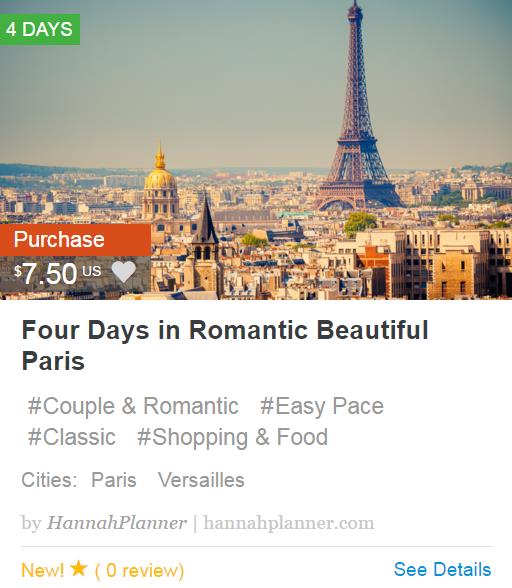 4 DAYS
Purchase
$7.50 US
Four Days in Romantic Beautiful
Paris
#Couple & Romantic #Easy Pace
#Classic #Shopping & Food
Cities: Paris Versailles
by HannahPlanner | hannahplanner.com
New! ★ ( 0 review) See Details